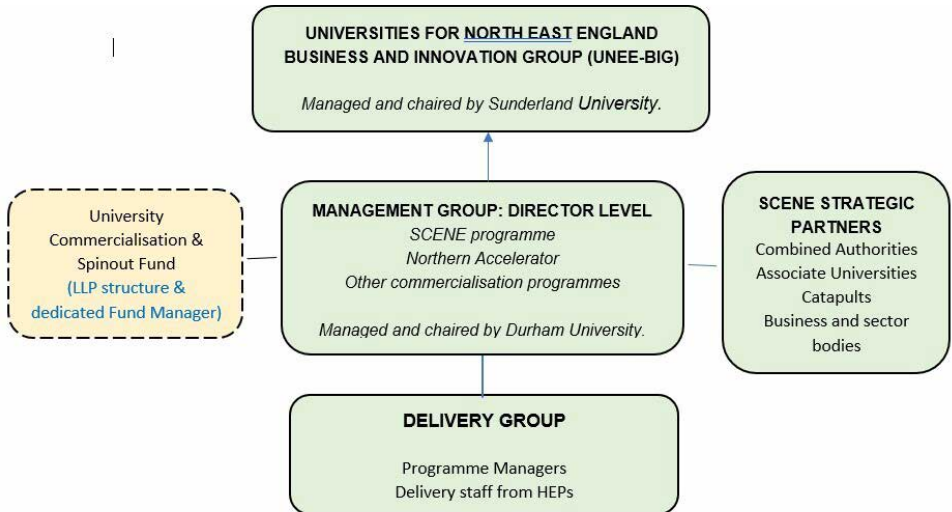 UNIVERSITIES FOR NORTH EAST ENGLAND
BUSINESS AND INNOVATION GROUP (UNEE-BIG)
Managed and chaired by Sunderland University.
University
Commercialisation &
Spinout Fund
(LLP structure &
dedicated Fund Manager)
MANAGEMENT GROUP: DIRECTOR LEVEL
SCENE programme
Northern Accelerator
Other commercialisation programmes
Managed and chaired by Durham University.
SCENE STRATEGIC
PARTNERS
Combined Authorities
Associate Universities
Catapults
Business and sector
bodies
DELIVERY GROUP
Programme Managers
Delivery staff from HEPs